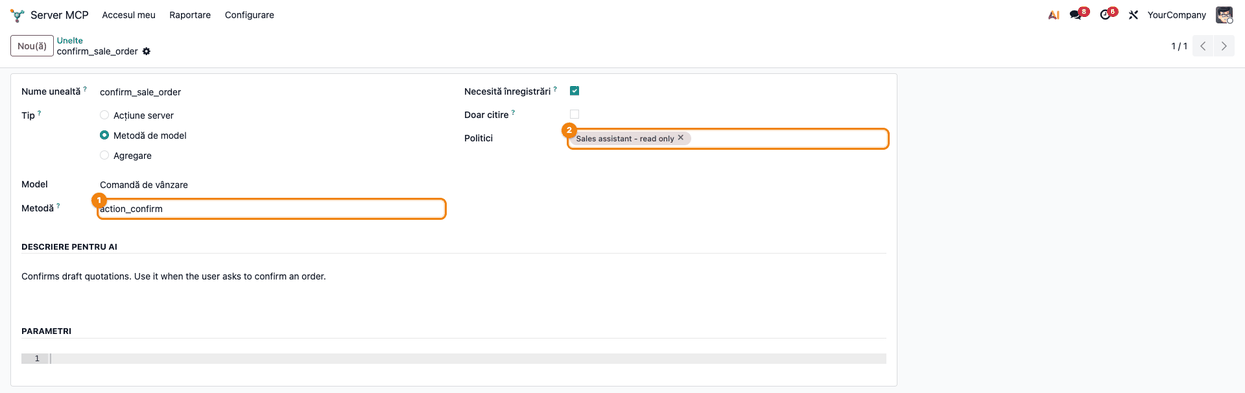 Server MCP Accesul meu Raportare Configurare AI 8 6 YourCompany
Nou(ă) Unelte
confirm_sale_order 1 / 1
Nume unealtă ? confirm_sale_order Necesită înregistrări ?
Tip ? Acțiune server Doar citire ?
Metodă de model Politici 2 Sales assistant - read only ×
Agregare
Model Comandă de vânzare
Metodă ? 1 action_confirm
DESCRIERE PENTRU AI
Confirms draft quotations. Use it when the user asks to confirm an order.
PARAMETRI
1